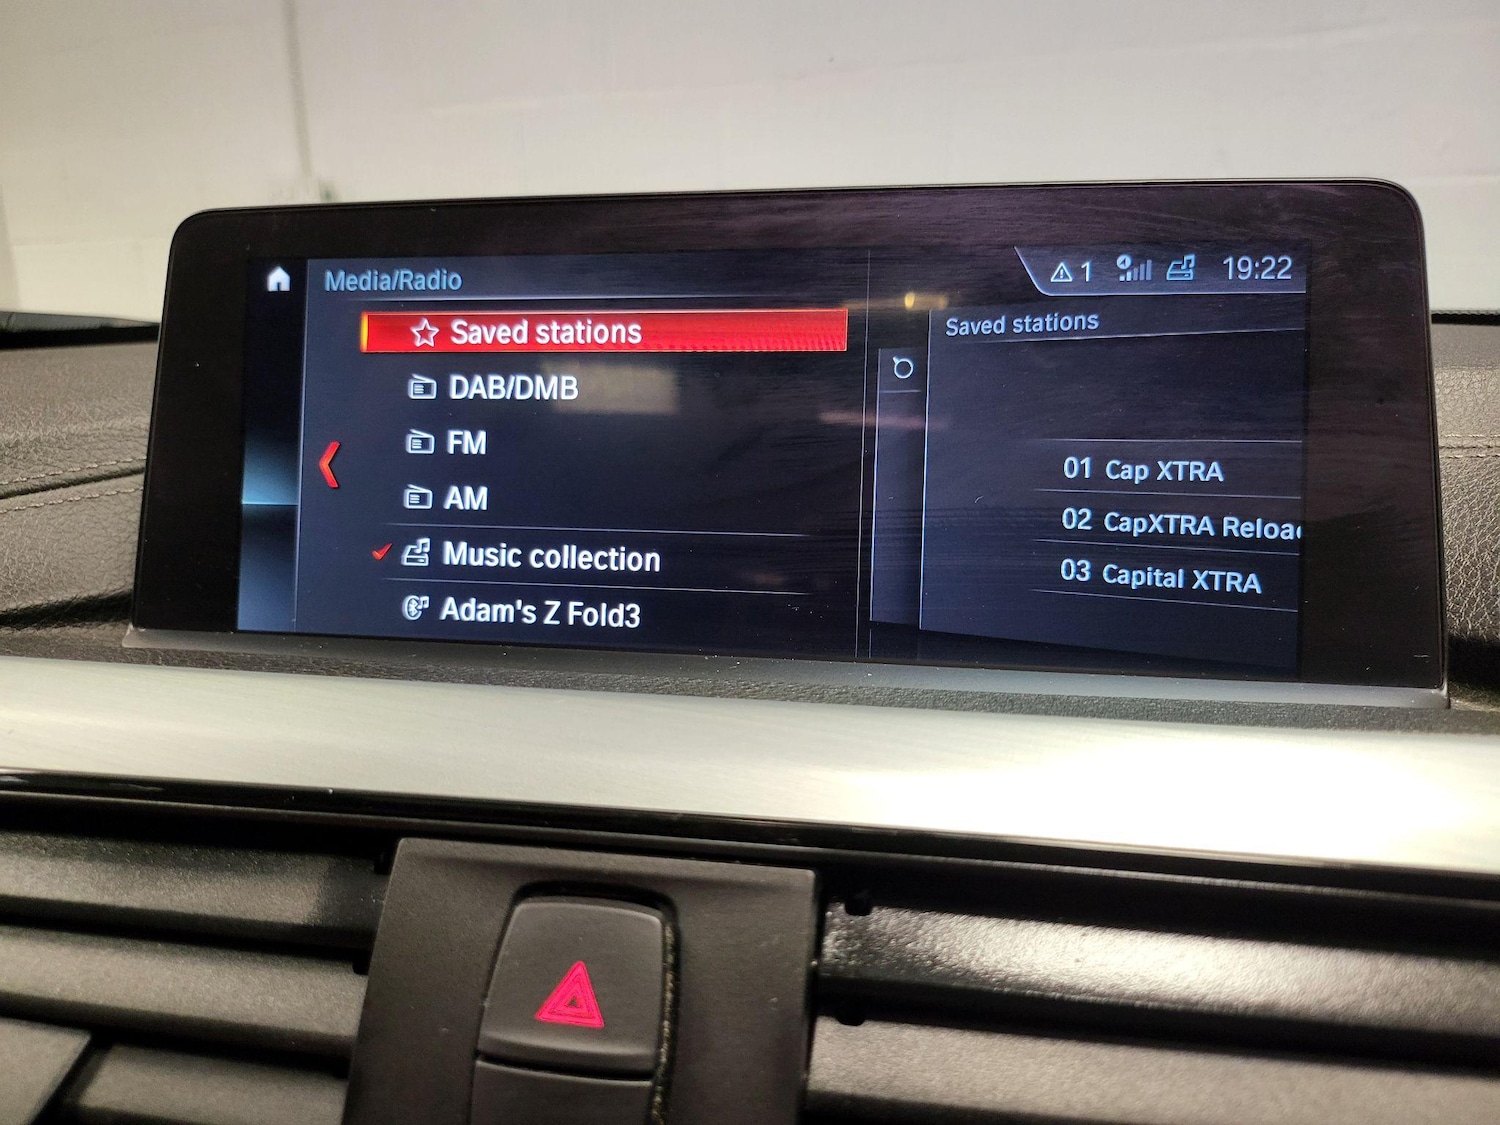 Media/Radio
1 19:22
Saved stations
DAB/DMB
FM
AM
Music collection
Adam's Z Fold3
Saved stations
01 Cap XTRA
02 CapXTRA Reloa
03 Capital XTRA